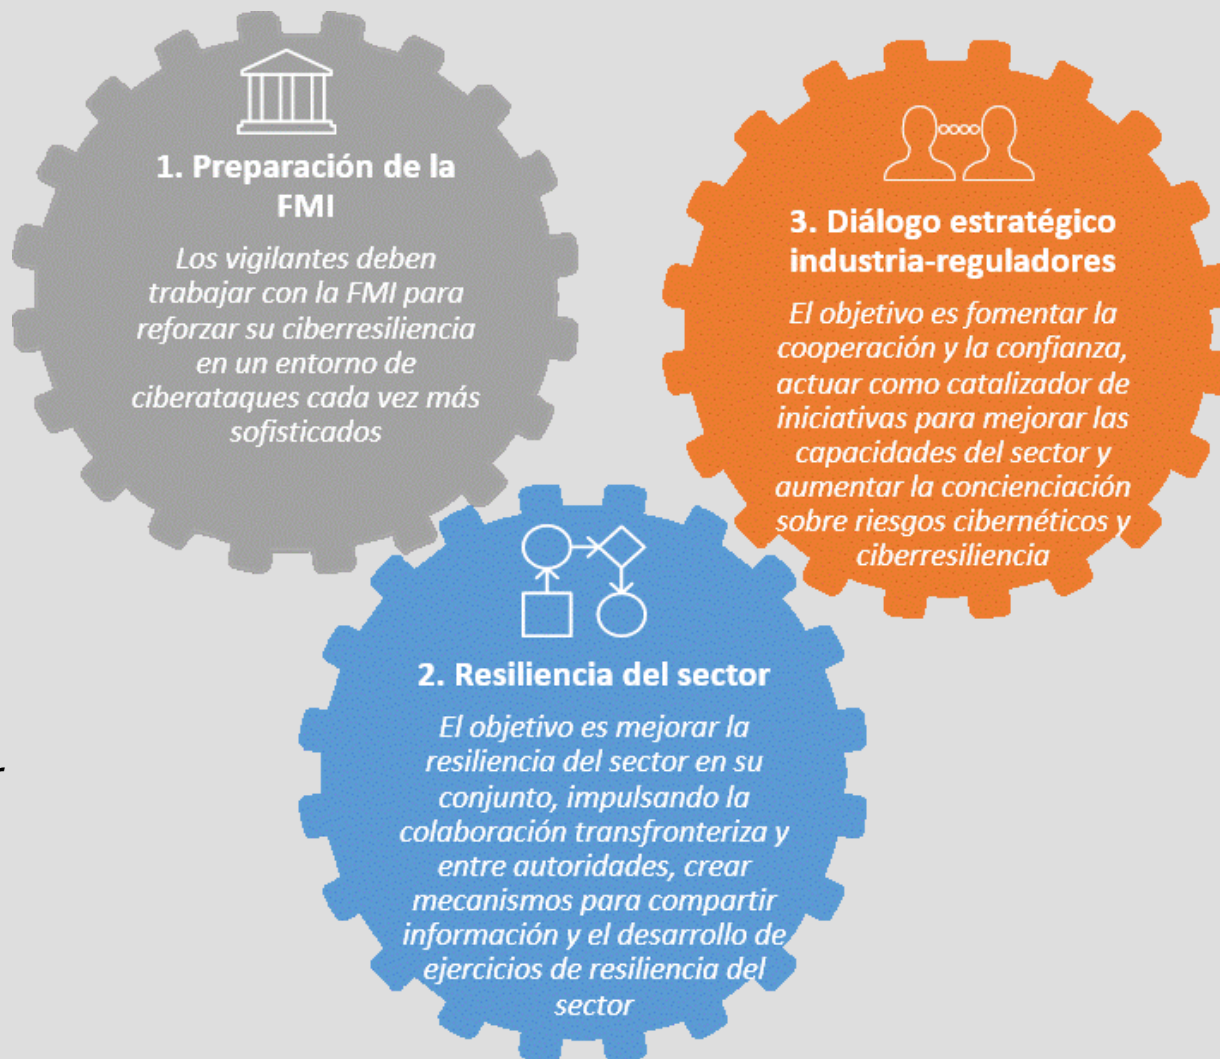 1. Preparación de la
FMI
Los vigilantes deben
trabajar con la FMI para
reforzar su ciberresiliencia
en un entorno de
ciberataques cada vez más
sofisticados
2. Resiliencia del sector
El objetivo es mejorar la
resiliencia del sector en su
conjunto, impulsando la
colaboración transfronteriza y
entre autoridades, crear
mecanismos para compartir
información y el desarrollo de
ejercicios de resiliencia del
sector
3. Diálogo estratégico
industria-reguladores
El objetivo es fomentar la
cooperación y la confianza,
actuar como catalizador de
iniciativas para mejorar las
capacidades del sector y
aumentar la concienciación
sobre riesgos cibernéticos y
ciberresiliencia